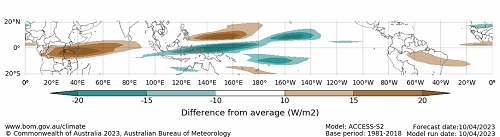 20°N
0°
20°S
20°E 40°E 60°E 80°E 100°E 120°E 140°E 160°E 180° 160°W 140°W 120°W 100°W 80°W 60°W 40°W 20°W 0°
-20 -15 -10 10 15 20
Difference from average (W/m2)
www.bom.gov.au/climate Model: ACCESS-S2 Forecast date:10/04/2023
© Commonwealth of Australia 2023, Australian Bureau of Meteorology Base period: 1981-2018 Model run date: 10/04/2023